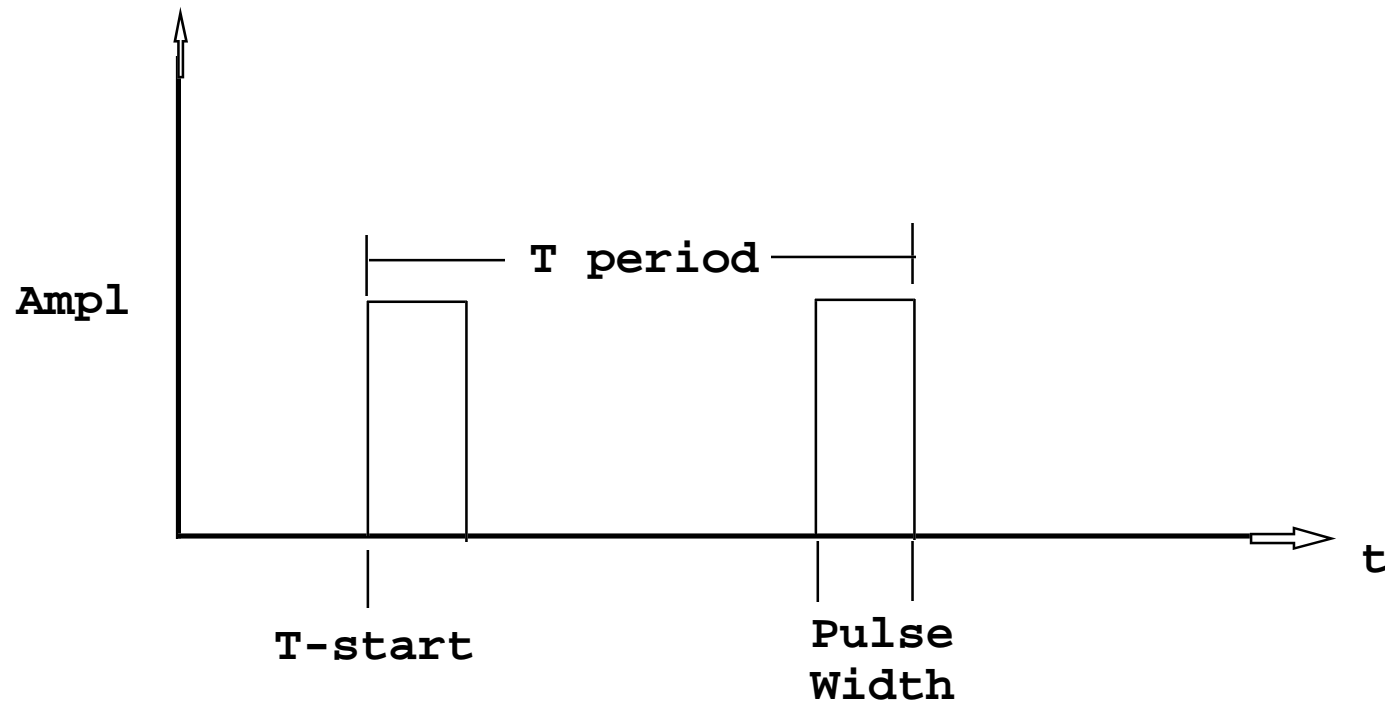 T period
Ampl
t
T-start
Pulse
Width